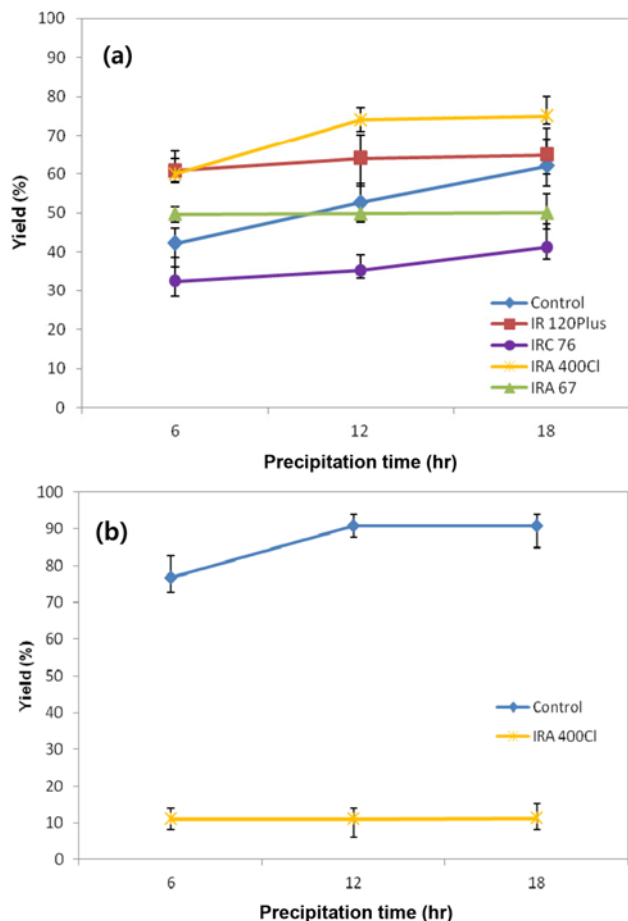 100
90
(a)
80
70
60
50
40
30
20
10
0
Yield (%)
Control
IR 120Plus
IRC 76
IRA 400Cl
IRA 67
6 12 18
Precipitation time (hr)
100
90
(b)
80
70
60
50
40
30
20
10
0
Yield (%)
Control
IRA 400Cl
6 12 18
Precipitation time (hr)